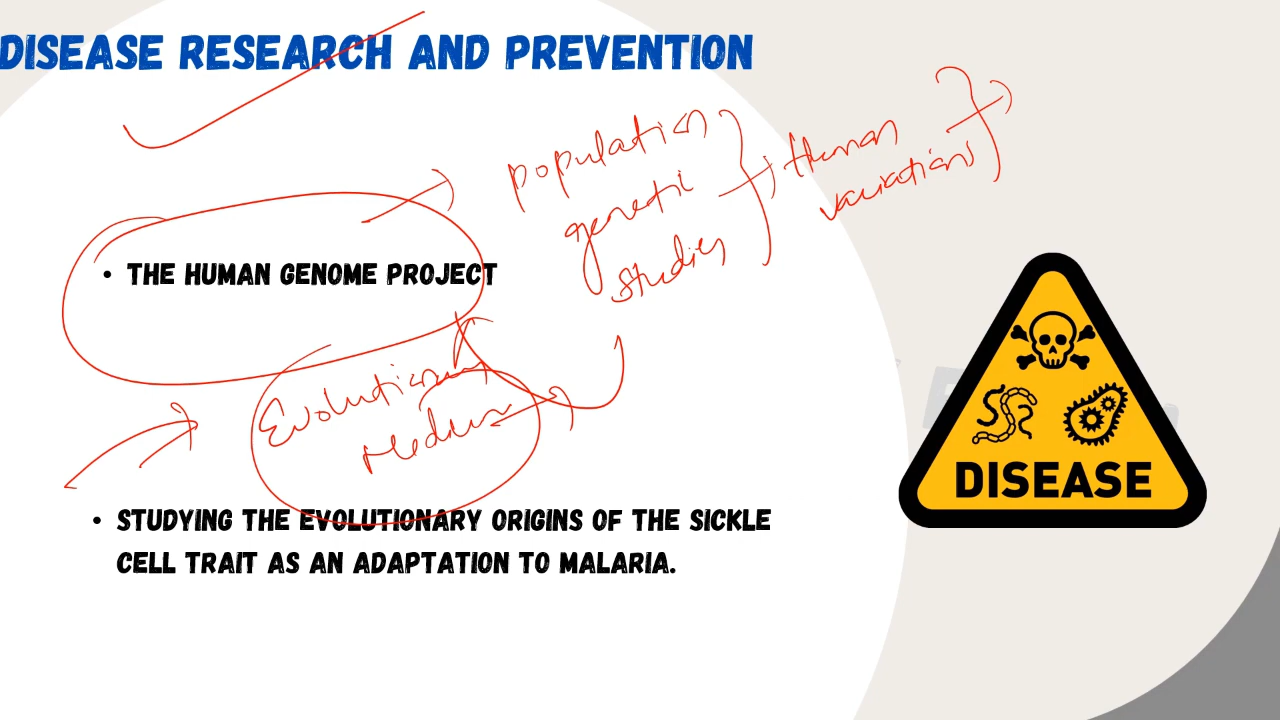 DISEASE RESEARCH AND PREVENTION
population
genetic
studies
Human
variations
• THE HUMAN GENOME PROJECT
Evolutionary
• STUDYING THE EVOLUTIONARY ORIGINS OF THE SICKLE
CELL TRAIT AS AN ADAPTATION TO MALARIA.
DISEASE